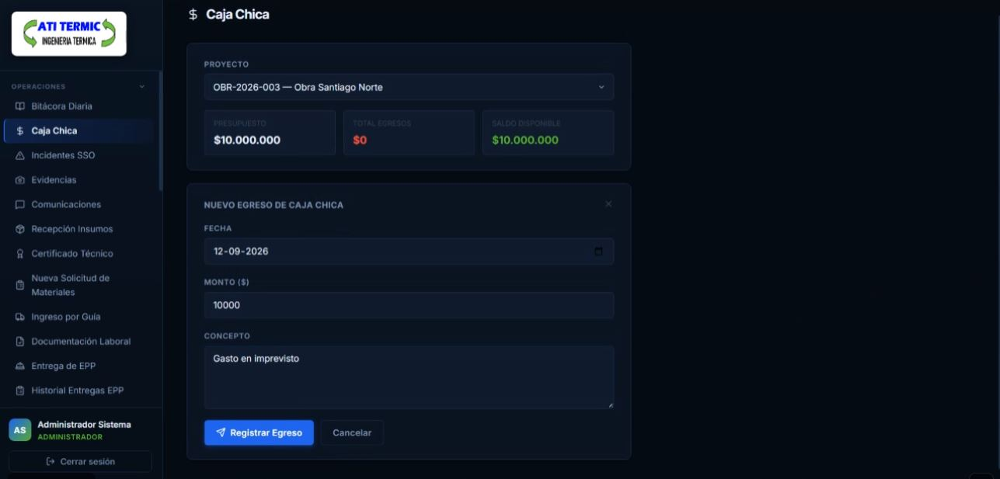 ATI TERMIC
INGENIERIA TERMICA
OPERACIONES
Bitácora Diaria
Caja Chica
Incidentes SSO
Evidencias
Comunicaciones
Recepción Insumos
Certificado Técnico
Nueva Solicitud de
Materiales
Ingreso por Guía
Documentación Laboral
Entrega de EPP
Historial Entregas EPP
AS
Administrador Sistema
ADMINISTRADOR
Cerrar sesión
$ Caja Chica
PROYECTO
OBR-2026-003 — Obra Santiago Norte
PRESUPUESTO
$10.000.000
TOTAL EGRESOS
$0
SALDO DISPONIBLE
$10.000.000
NUEVO EGRESO DE CAJA CHICA
FECHA
12-09-2026
MONTO ($)
10000
CONCEPTO
Gasto en imprevisto
Registrar Egreso
Cancelar